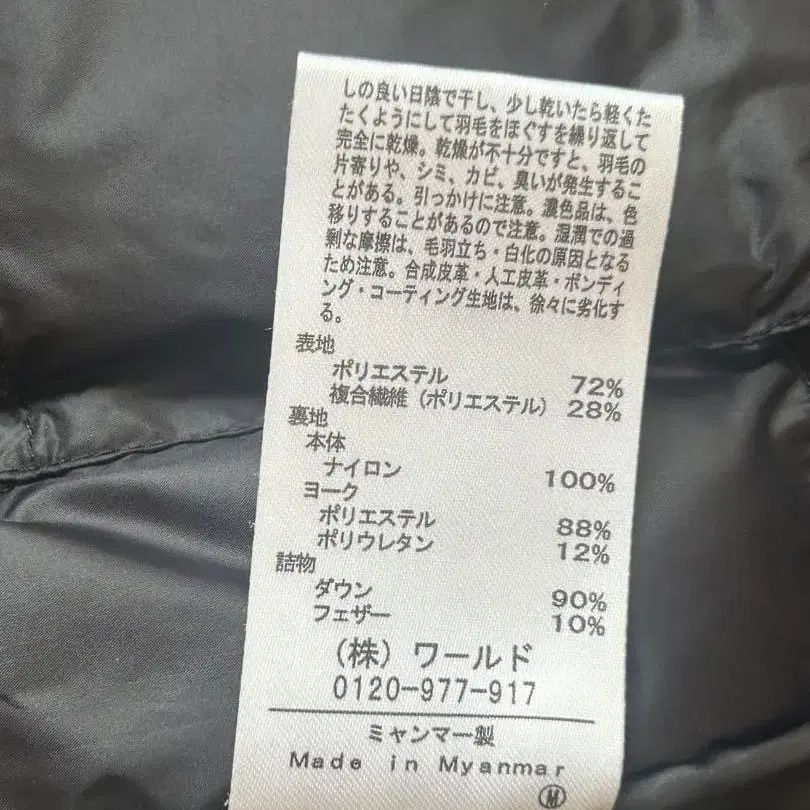 しの良い日陰で干し、少し乾いたら軽くた
たくようにして羽毛をほぐすを繰り返して
完全に乾燥。乾燥が不十分ですと、羽毛の
片寄りや、シミ、カビ、臭いが発生するこ
とがある。引っかけに注意。濃色品は、色
移りすることがあるので注意。湿潤での過
剰な摩擦は、毛羽立ち・白化の原因となる
ため注意。合成皮革・人工皮革・ボンディ
ング・コーティング生地は、徐々に劣化す
る。
表地
ポリエステル 72%
複合繊維（ポリエステル） 28%
裏地
本体
ナイロン 100%
ヨーク
ポリエステル 88%
ポリウレタン 12%
詰物
ダウン 90%
フェザー 10%
（株）ワールド
0120-977-917
ミャンマー製
Made in Myanmar
Ⓜ